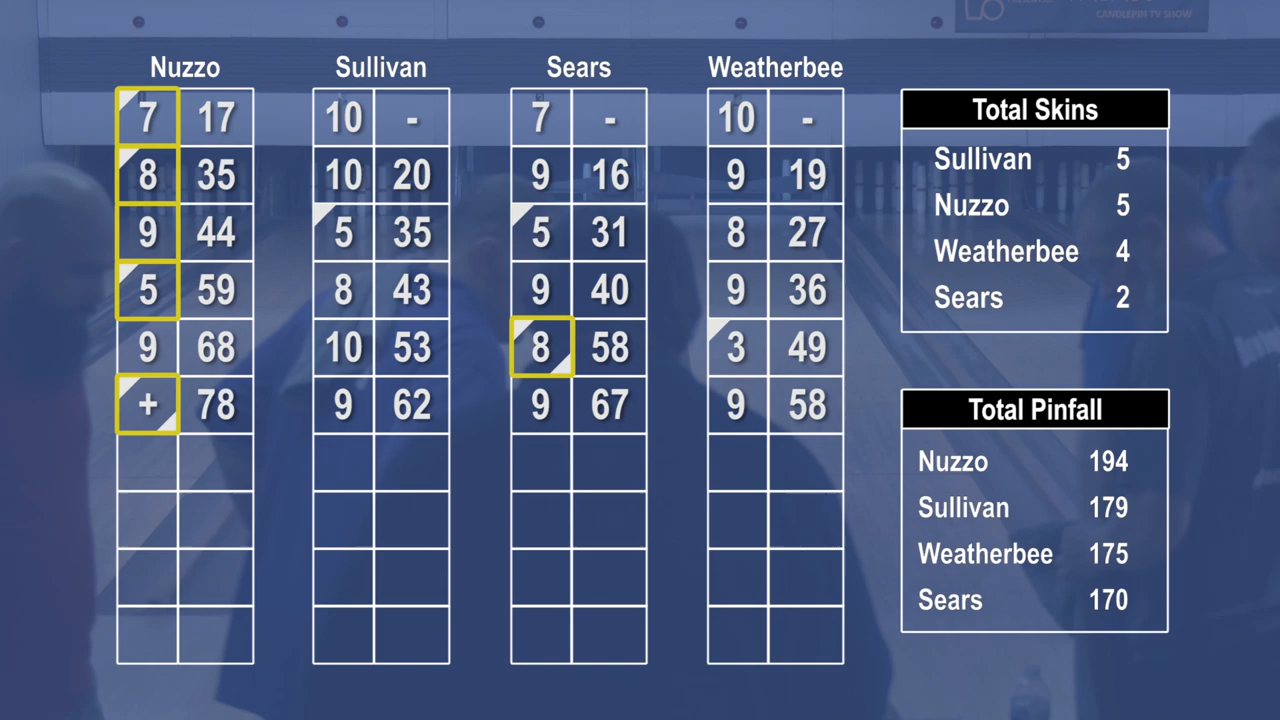 CANDLEPIN TV SHOW
Nuzzo Sullivan Sears Weatherbee
7 17 10 - 7 - 10 -
8 35 10 20 9 16 9 19
9 44 5 35 5 31 8 27
5 59 8 43 9 40 9 36
9 68 10 53 8 58 3 49
+ 78 9 62 9 67 9 58
Total Skins
Sullivan 5
Nuzzo 5
Weatherbee 4
Sears 2
Total Pinfall
Nuzzo 194
Sullivan 179
Weatherbee 175
Sears 170